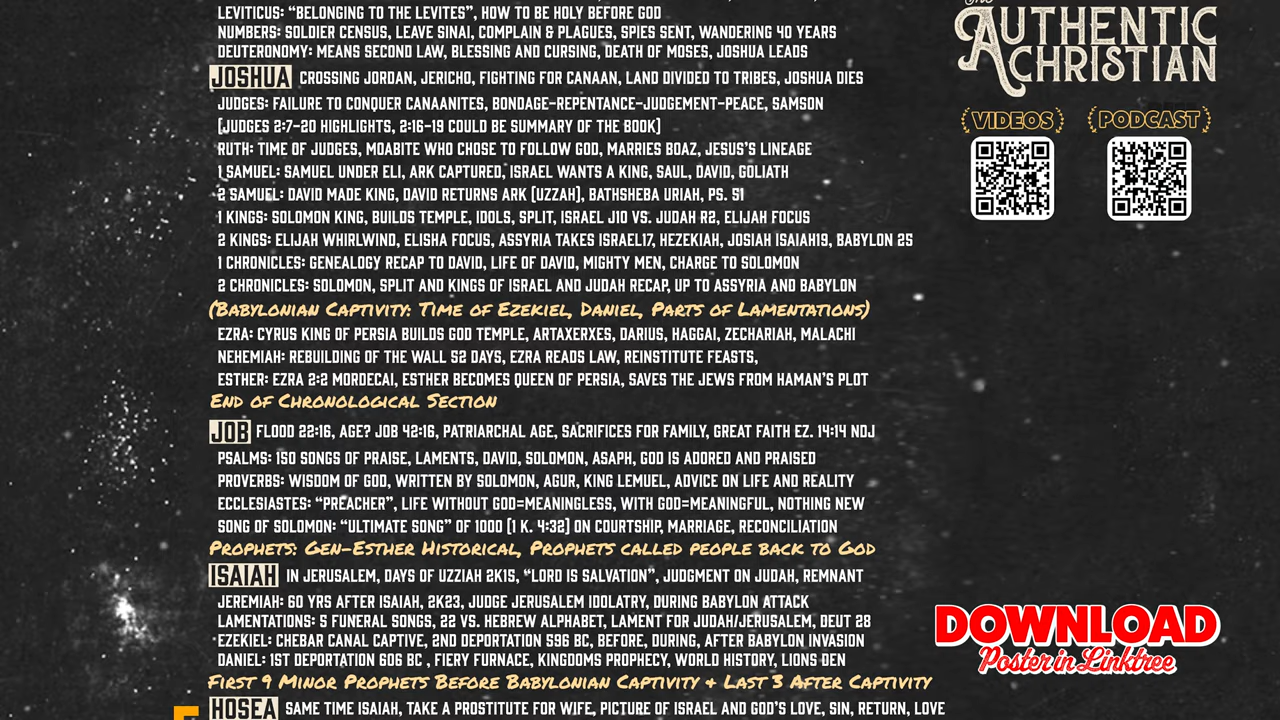 LEVITICUS: “BELONGING TO THE LEVITES”, HOW TO BE HOLY BEFORE GOD
NUMBERS: SOLDIER CENSUS, LEAVE SINAI, COMPLAIN & PLAGUES, SPIES SENT, WANDERING 40 YEARS
DEUTERONOMY: MEANS SECOND LAW, BLESSING AND CURSING, DEATH OF MOSES, JOSHUA LEADS
JOSHUA CROSSING JORDAN, JERICHO, FIGHTING FOR CANAAN, LAND DIVIDED TO TRIBES, JOSHUA DIES
JUDGES: FAILURE TO CONQUER CANAANITES, BONDAGE-REPENTANCE-JUDGEMENT-PEACE, SAMSON
[JUDGES 2:7-20 HIGHLIGHTS, 2:16-19 COULD BE SUMMARY OF THE BOOK]
RUTH: TIME OF JUDGES, MOABITE WHO CHOSE TO FOLLOW GOD, MARRIES BOAZ, JESUS'S LINEAGE
1 SAMUEL: SAMUEL UNDER ELI, ARK CAPTURED, ISRAEL WANTS A KING, SAUL, DAVID, GOLIATH
2 SAMUEL: DAVID MADE KING, DAVID RETURNS ARK [UZZAH], BATHSHEBA URIAH, PS. 51
1 KINGS: SOLOMON KING, BUILDS TEMPLE, IDOLS, SPLIT, ISRAEL J10 VS. JUDAH R2, ELIJAH FOCUS
2 KINGS: ELIJAH WHIRLWIND, ELISHA FOCUS, ASSYRIA TAKES ISRAEL17, HEZEKIAH, JOSIAH ISAIAH19, BABYLON 25
1 CHRONICLES: GENEALOGY RECAP TO DAVID, LIFE OF DAVID, MIGHTY MEN, CHARGE TO SOLOMON
2 CHRONICLES: SOLOMON, SPLIT AND KINGS OF ISRAEL AND JUDAH RECAP, UP TO ASSYRIA AND BABYLON
(BABYLONIAN CAPTIVITY: TIME OF EZEKIEL, DANIEL, PARTS OF LAMENTATIONS)
EZRA: CYRUS KING OF PERSIA BUILDS GOD TEMPLE, ARTAXERXES, DARIUS, HAGGAI, ZECHARIAH, MALACHI
NEHEMIAH: REBUILDING OF THE WALL 52 DAYS, EZRA READS LAW, REINSTITUTE FEASTS,
ESTHER: EZRA 2:2 MORDECAI, ESTHER BECOMES QUEEN OF PERSIA, SAVES THE JEWS FROM HAMAN'S PLOT
END OF CHRONOLOGICAL SECTION
JOB FLOOD 22:16, AGE? JOB 42:16, PATRIARCHAL AGE, SACRIFICES FOR FAMILY, GREAT FAITH EZ. 14:14 NDJ
PSALMS: 150 SONGS OF PRAISE, LAMENTS, DAVID, SOLOMON, ASAPH, GOD IS ADORED AND PRAISED
PROVERBS: WISDOM OF GOD, WRITTEN BY SOLOMON, AGUR, KING LEMUEL, ADVICE ON LIFE AND REALITY
ECCLESIASTES: “PREACHER”, LIFE WITHOUT GOD=MEANINGLESS, WITH GOD=MEANINGFUL, NOTHING NEW
SONG OF SOLOMON: “ULTIMATE SONG” OF 1000 [1 K. 4:32] ON COURTSHIP, MARRIAGE, RECONCILIATION
PROPHETS: GEN-ESTHER HISTORICAL, PROPHETS CALLED PEOPLE BACK TO GOD
ISAIAH IN JERUSALEM, DAYS OF UZZIAH 2K15, “LORD IS SALVATION”, JUDGMENT ON JUDAH, REMNANT
JEREMIAH: 60 YRS AFTER ISAIAH, 2K23, JUDGE JERUSALEM IDOLATRY, DURING BABYLON ATTACK
LAMENTATIONS: 5 FUNERAL SONGS, 22 VS. HEBREW ALPHABET, LAMENT FOR JUDAH/JERUSALEM, DEUT 28
EZEKIEL: CHEBAR CANAL CAPTIVE, 2ND DEPORTATION 596 BC, BEFORE, DURING, AFTER BABYLON INVASION
DANIEL: 1ST DEPORTATION 606 BC , FIERY FURNACE, KINGDOMS PROPHECY, WORLD HISTORY, LIONS DEN
FIRST 9 MINOR PROPHETS BEFORE BABYLONIAN CAPTIVITY + LAST 3 AFTER CAPTIVITY
HOSEA SAME TIME ISAIAH, TAKE A PROSTITUTE FOR WIFE, PICTURE OF ISRAEL AND GOD'S LOVE, SIN, RETURN, LOVE
The
AUTHENTIC
CHRISTIAN
VIDEOS
PODCAST
DOWNLOAD
Poster in Linktree